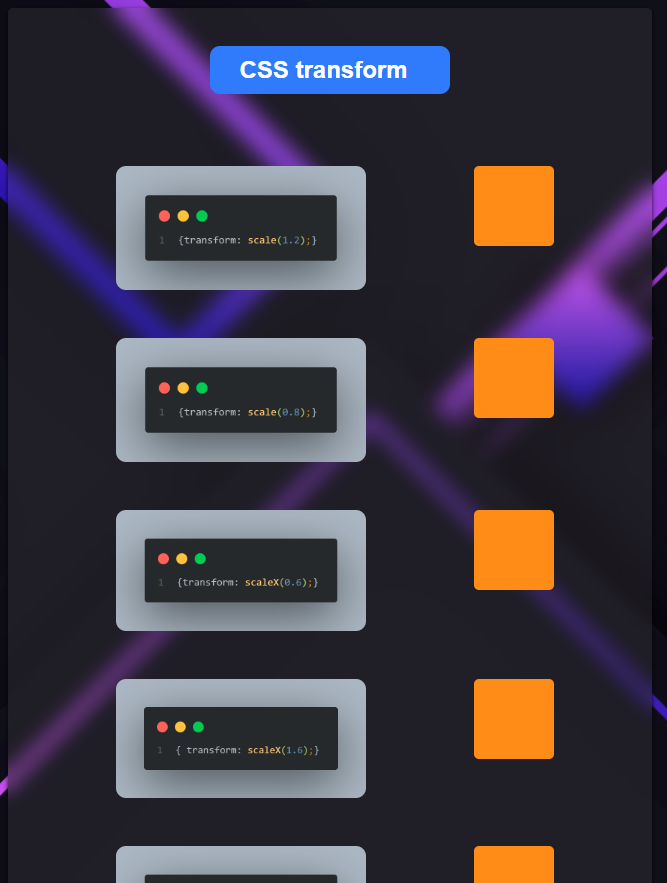 CSS transform
1 {transform: scale(1.2);}
1 {transform: scale(0.8);}
1 {transform: scaleX(0.6);}
1 { transform: scaleX(1.6);}